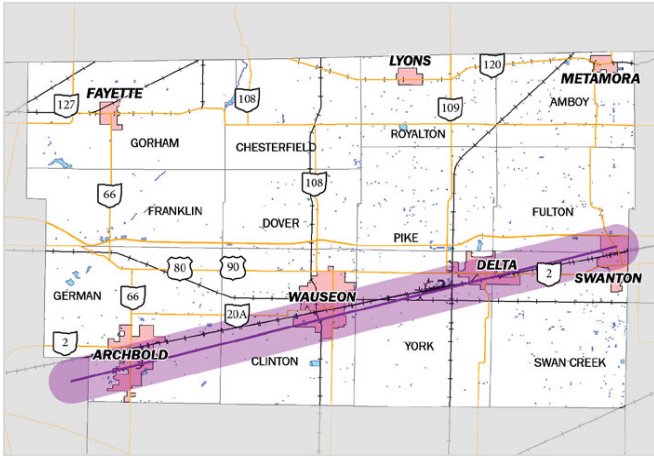 LYONS
120
METAMORA
FAYETTE
127
108
109
AMBOY
ROYALTON
GORHAM
CHESTERFIELD
108
66
FRANKLIN
DOVER
PIKE
FULTON
80
90
DELTA
2
SWANTON
GERMAN
66
WAUSEON
20A
2
ARCHBOLD
CLINTON
YORK
SWAN CREEK